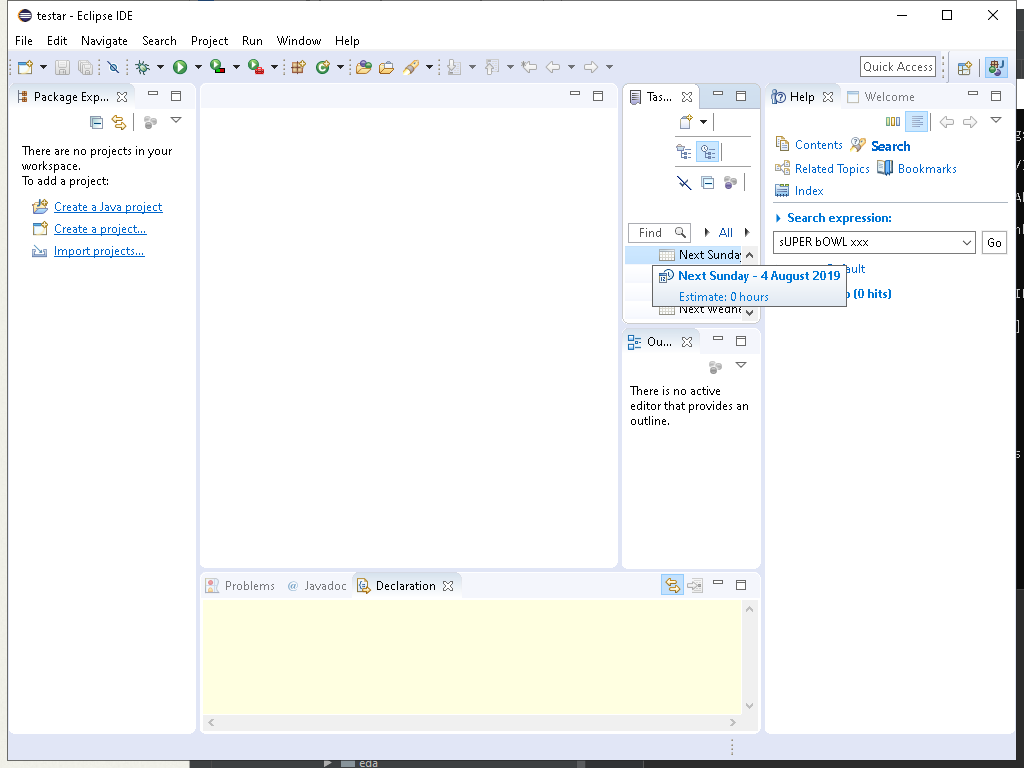 testar - Eclipse IDE
File Edit Navigate Search Project Run Window Help
Quick Access
Package Exp...
Tas...
Help
Welcome
There are no projects in your
workspace.
To add a project:
Create a Java project
Create a project...
Import projects...
Contents
Search
Related Topics
Bookmarks
Index
Search expression:
sUPER bOWL xxx
Go
(0 hits)
Find
All
Next Sunday
Next Sunday - 4 August 2019
Estimate: 0 hours
Next Wedne
Ou...
There is no active
editor that provides an
outline.
Problems
@ Javadoc
Declaration
eda